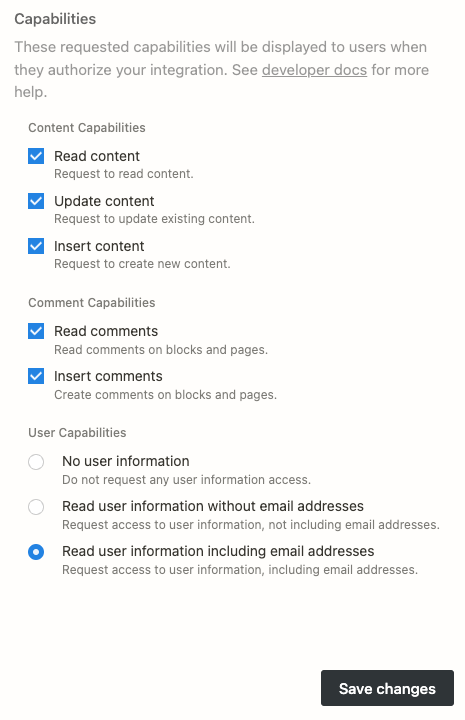 Capabilities
These requested capabilities will be displayed to users when
they authorize your integration. See developer docs for more
help.
Content Capabilities
Read content
Request to read content.
Update content
Request to update existing content.
Insert content
Request to create new content.
Comment Capabilities
Read comments
Read comments on blocks and pages.
Insert comments
Create comments on blocks and pages.
User Capabilities
No user information
Do not request any user information access.
Read user information without email addresses
Request access to user information, not including email addresses.
Read user information including email addresses
Request access to user information, including email addresses.
Save changes